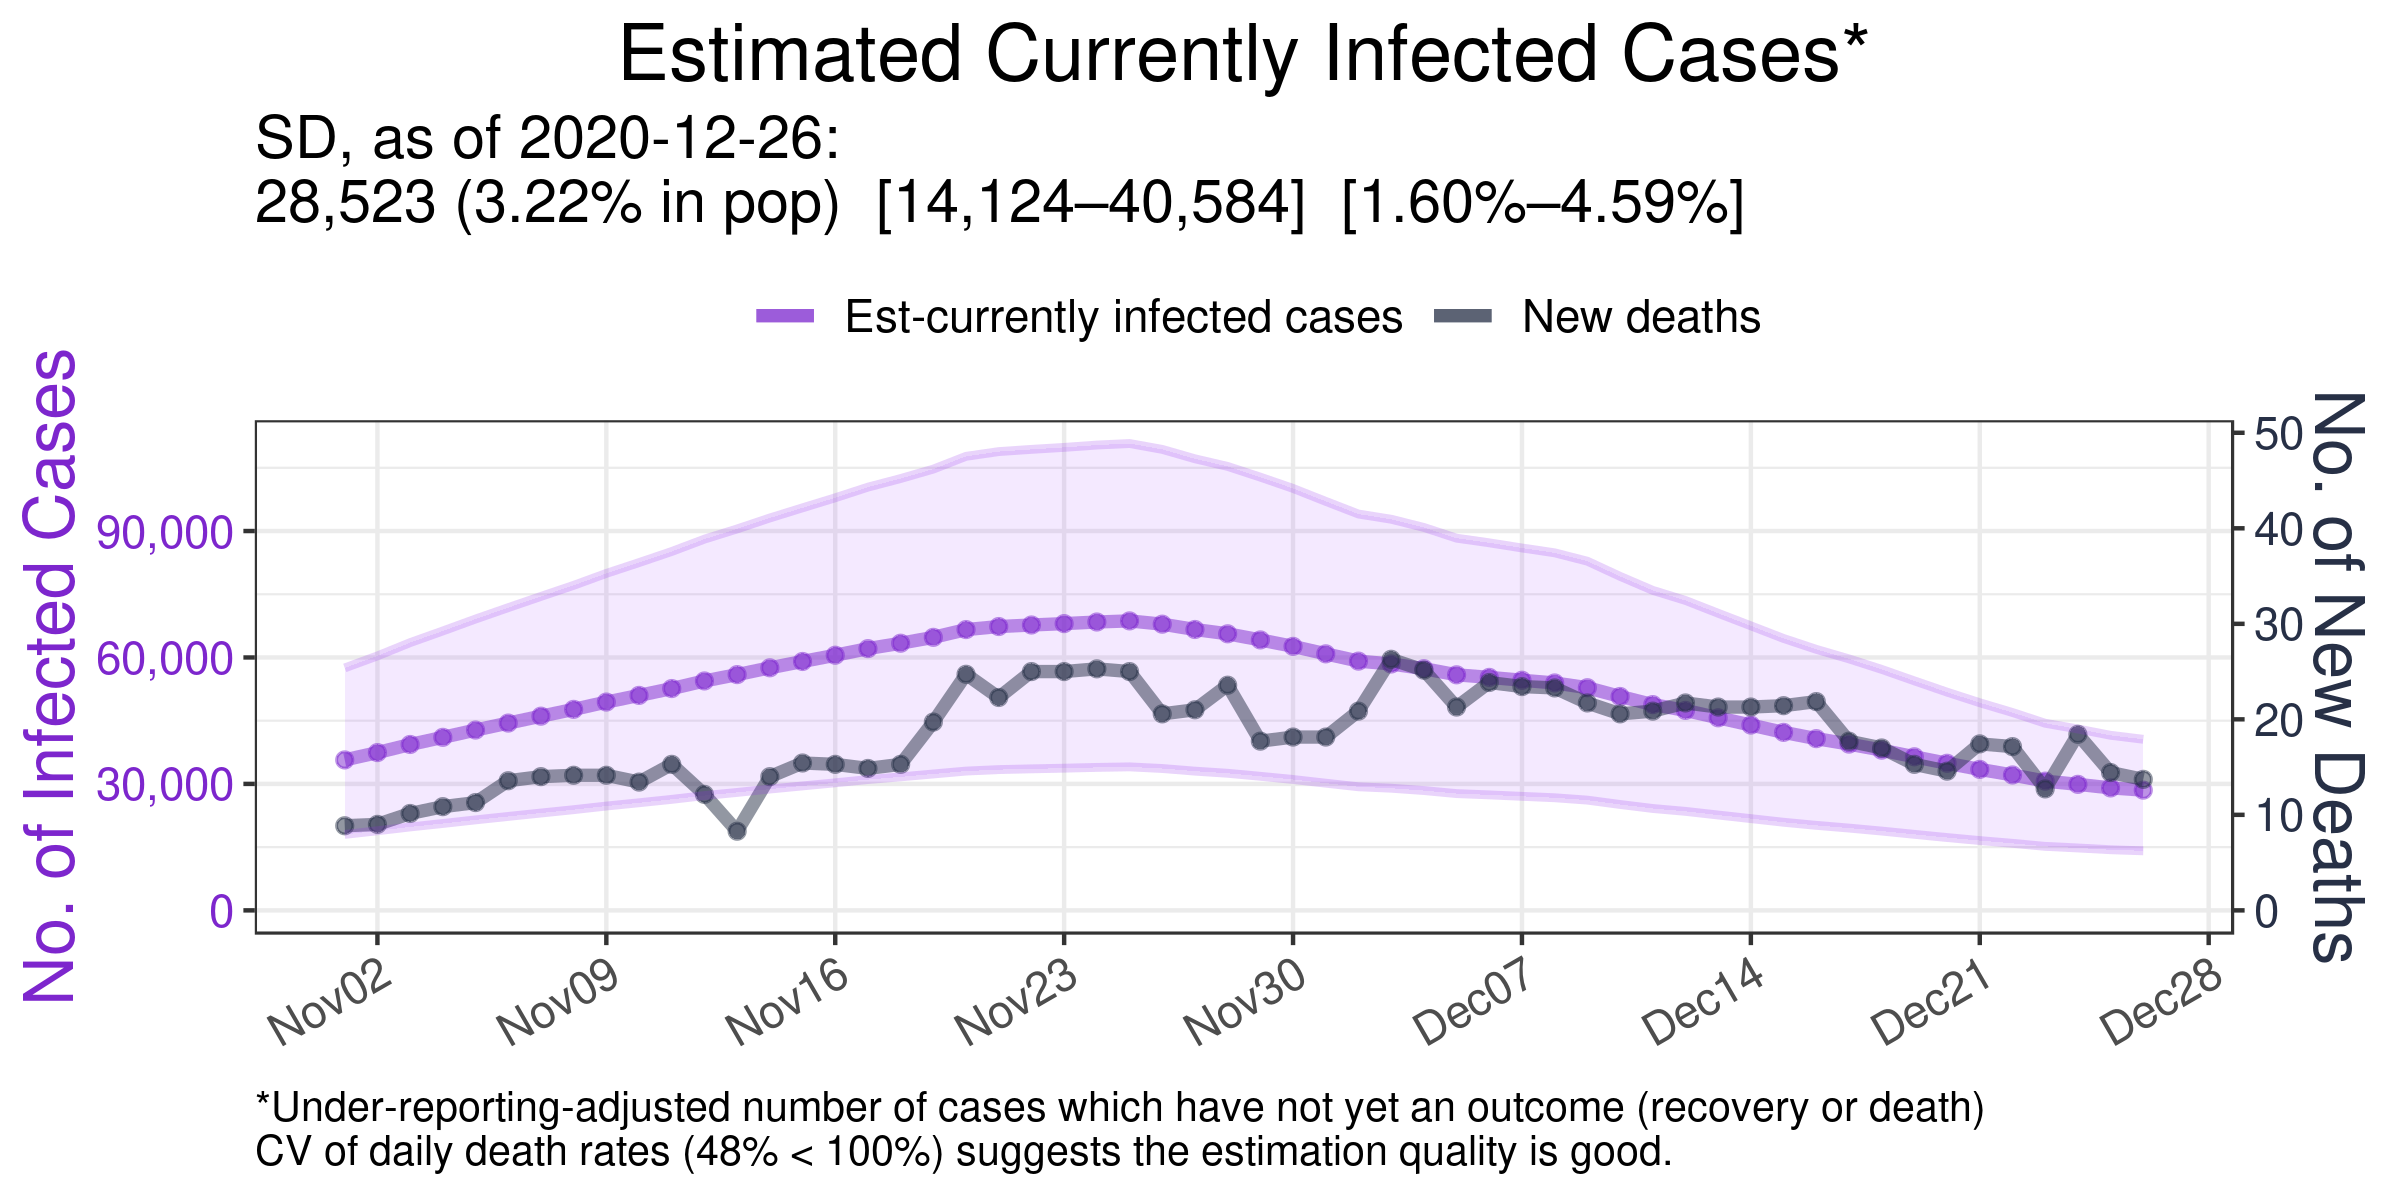 Estimated Currently Infected Cases*
SD, as of 2020-12-26:
28,523 (3.22% in pop)  [14,124–40,584]  [1.60%–4.59%]
Est-currently infected cases
New deaths
No. of Infected Cases
90,000
60,000
30,000
0
50
40
30
20
10
0
No. of New Deaths
Nov02
Nov09
Nov16
Nov23
Nov30
Dec07
Dec14
Dec21
Dec28
*Under-reporting-adjusted number of cases which have not yet an outcome (recovery or death)
CV of daily death rates (48% < 100%) suggests the estimation quality is good.